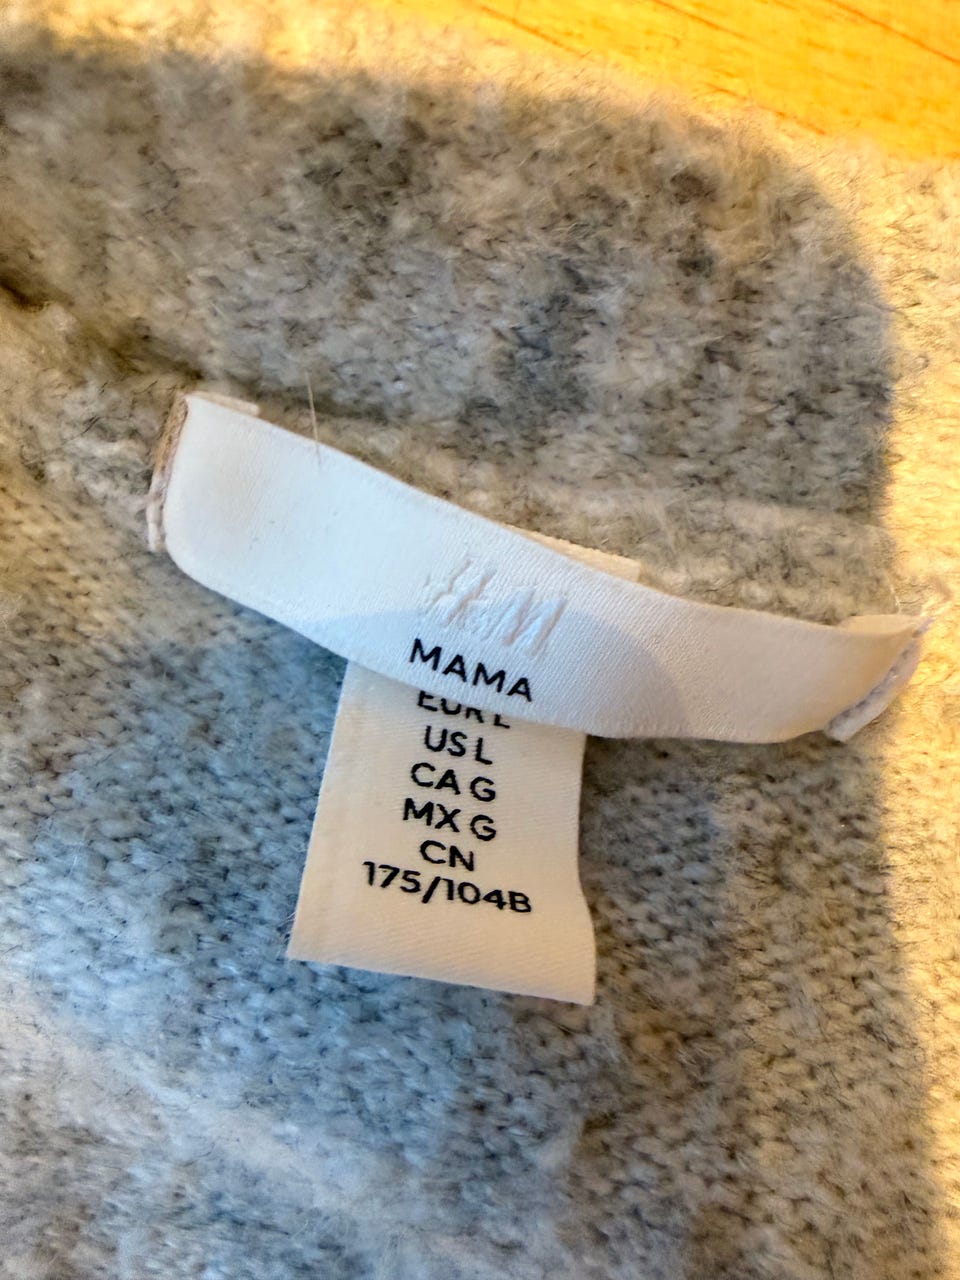 H&M
MAMA
EUR L
US L
CA G
MX G
CN
175/104B